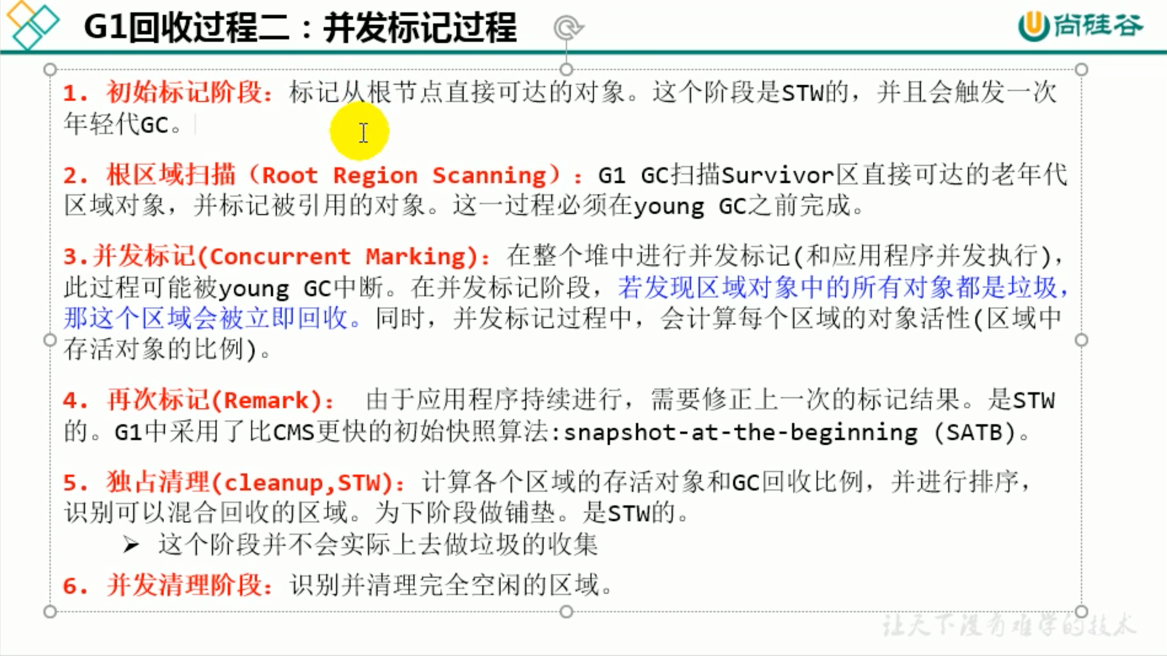 G1回收过程二：并发标记过程
尚硅谷
1. 初始标记阶段：标记从根节点直接可达的对象。这个阶段是STW的，并且会触发一次
年轻代GC。
2. 根区域扫描（Root Region Scanning）：G1 GC扫描Survivor区直接可达的老年代
区域对象，并标记被引用的对象。这一过程必须在young GC之前完成。
3.并发标记(Concurrent Marking)：在整个堆中进行并发标记(和应用程序并发执行)，
此过程可能被young GC中断。在并发标记阶段，若发现区域对象中的所有对象都是垃圾，
那这个区域会被立即回收。同时，并发标记过程中，会计算每个区域的对象活性(区域中
存活对象的比例)。
4. 再次标记(Remark)： 由于应用程序持续进行，需要修正上一次的标记结果。是STW
的。G1中采用了比CMS更快的初始快照算法:snapshot-at-the-beginning (SATB)。
5. 独占清理(cleanup,STW)：计算各个区域的存活对象和GC回收比例，并进行排序，
识别可以混合回收的区域。为下阶段做铺垫。是STW的。
➤ 这个阶段并不会实际上去做垃圾的收集
6. 并发清理阶段：识别并清理完全空闲的区域。
让天下没有难学的技术